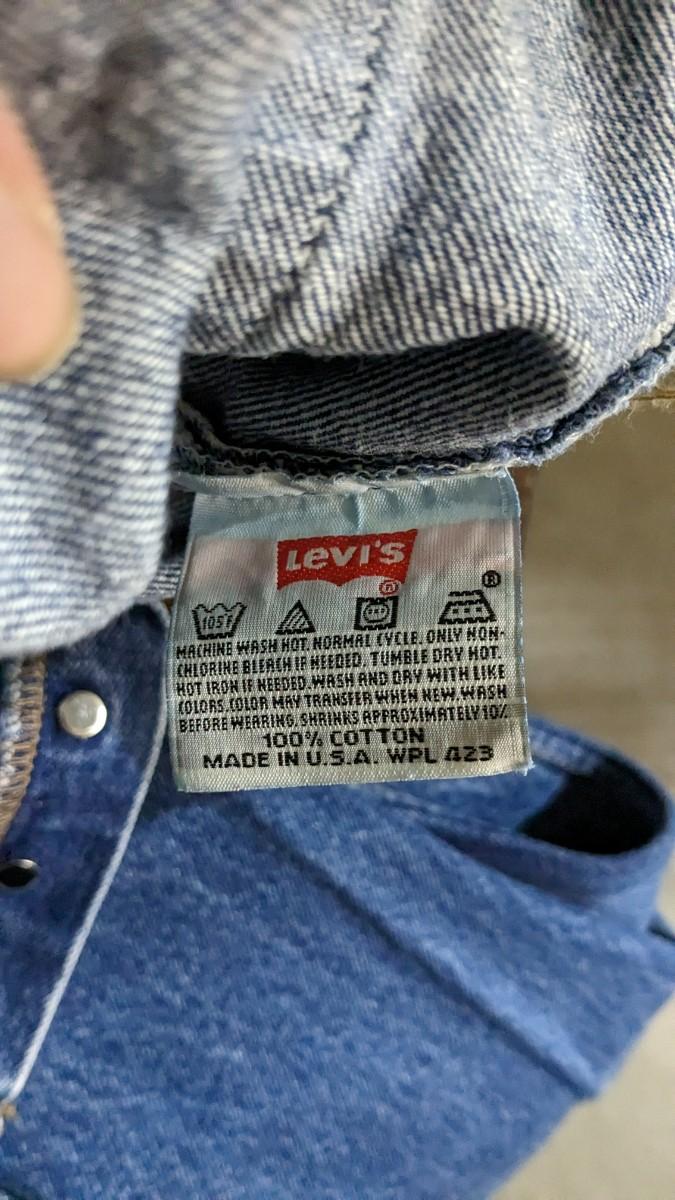 Levi's
®
®
105F
MACHINE WASH HOT. NORMAL CYCLE. ONLY NON-
CHLORINE BLEACH IF NEEDED. TUMBLE DRY HOT.
HOT IRON IF NEEDED.WASH AND DRY WITH LIKE
COLORS.COLOR MAY TRANSFER WHEN NEW.WASH
BEFORE WEARING. SHRINKS APPROXIMATELY 10%
100% COTTON
MADE IN U.S.A. WPL 423